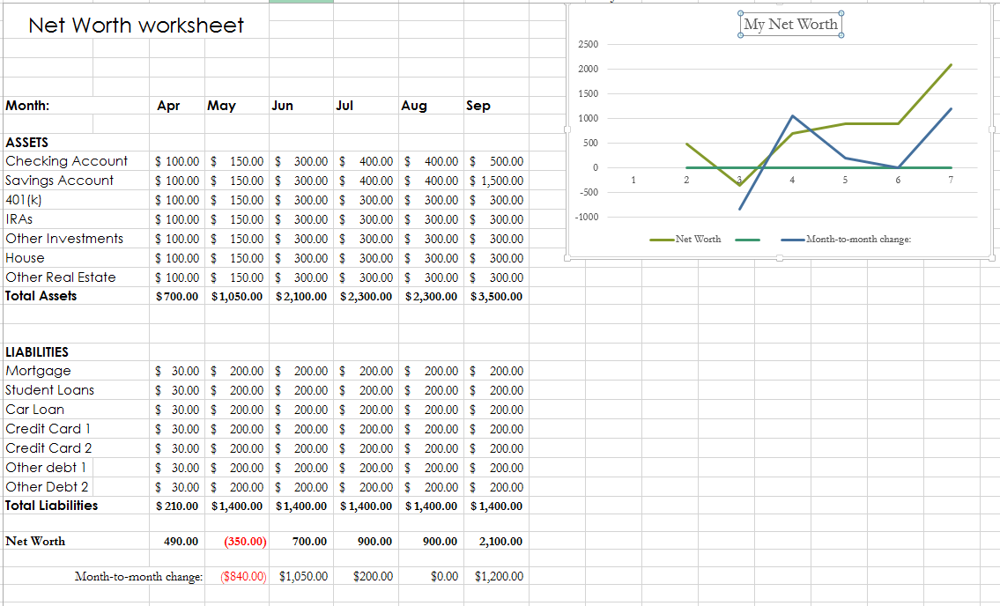 Net Worth worksheet
Month: Apr May Jun Jul Aug Sep
ASSETS
Checking Account $ 100.00 $ 150.00 $ 300.00 $ 400.00 $ 400.00 $ 500.00
Savings Account $ 100.00 $ 150.00 $ 300.00 $ 400.00 $ 400.00 $ 1,500.00
401(k) $ 100.00 $ 150.00 $ 300.00 $ 300.00 $ 300.00 $ 300.00
IRAs $ 100.00 $ 150.00 $ 300.00 $ 300.00 $ 300.00 $ 300.00
Other Investments $ 100.00 $ 150.00 $ 300.00 $ 300.00 $ 300.00 $ 300.00
House $ 100.00 $ 150.00 $ 300.00 $ 300.00 $ 300.00 $ 300.00
Other Real Estate $ 100.00 $ 150.00 $ 300.00 $ 300.00 $ 300.00 $ 300.00
Total Assets $700.00 $1,050.00 $2,100.00 $2,300.00 $2,300.00 $3,500.00
LIABILITIES
Mortgage $ 30.00 $ 200.00 $ 200.00 $ 200.00 $ 200.00 $ 200.00
Student Loans $ 30.00 $ 200.00 $ 200.00 $ 200.00 $ 200.00 $ 200.00
Car Loan $ 30.00 $ 200.00 $ 200.00 $ 200.00 $ 200.00 $ 200.00
Credit Card 1 $ 30.00 $ 200.00 $ 200.00 $ 200.00 $ 200.00 $ 200.00
Credit Card 2 $ 30.00 $ 200.00 $ 200.00 $ 200.00 $ 200.00 $ 200.00
Other debt 1 $ 30.00 $ 200.00 $ 200.00 $ 200.00 $ 200.00 $ 200.00
Other Debt 2 $ 30.00 $ 200.00 $ 200.00 $ 200.00 $ 200.00 $ 200.00
Total Liabilities $210.00 $1,400.00 $1,400.00 $1,400.00 $1,400.00 $1,400.00
Net Worth 490.00 (350.00) 700.00 900.00 900.00 2,100.00
Month-to-month change: ($840.00) $1,050.00 $200.00 $0.00 $1,200.00
My Net Worth
2500
2000
1500
1000
500
0
1 2 3 4 5 6 7
-500
-1000
Net Worth Month-to-month change: